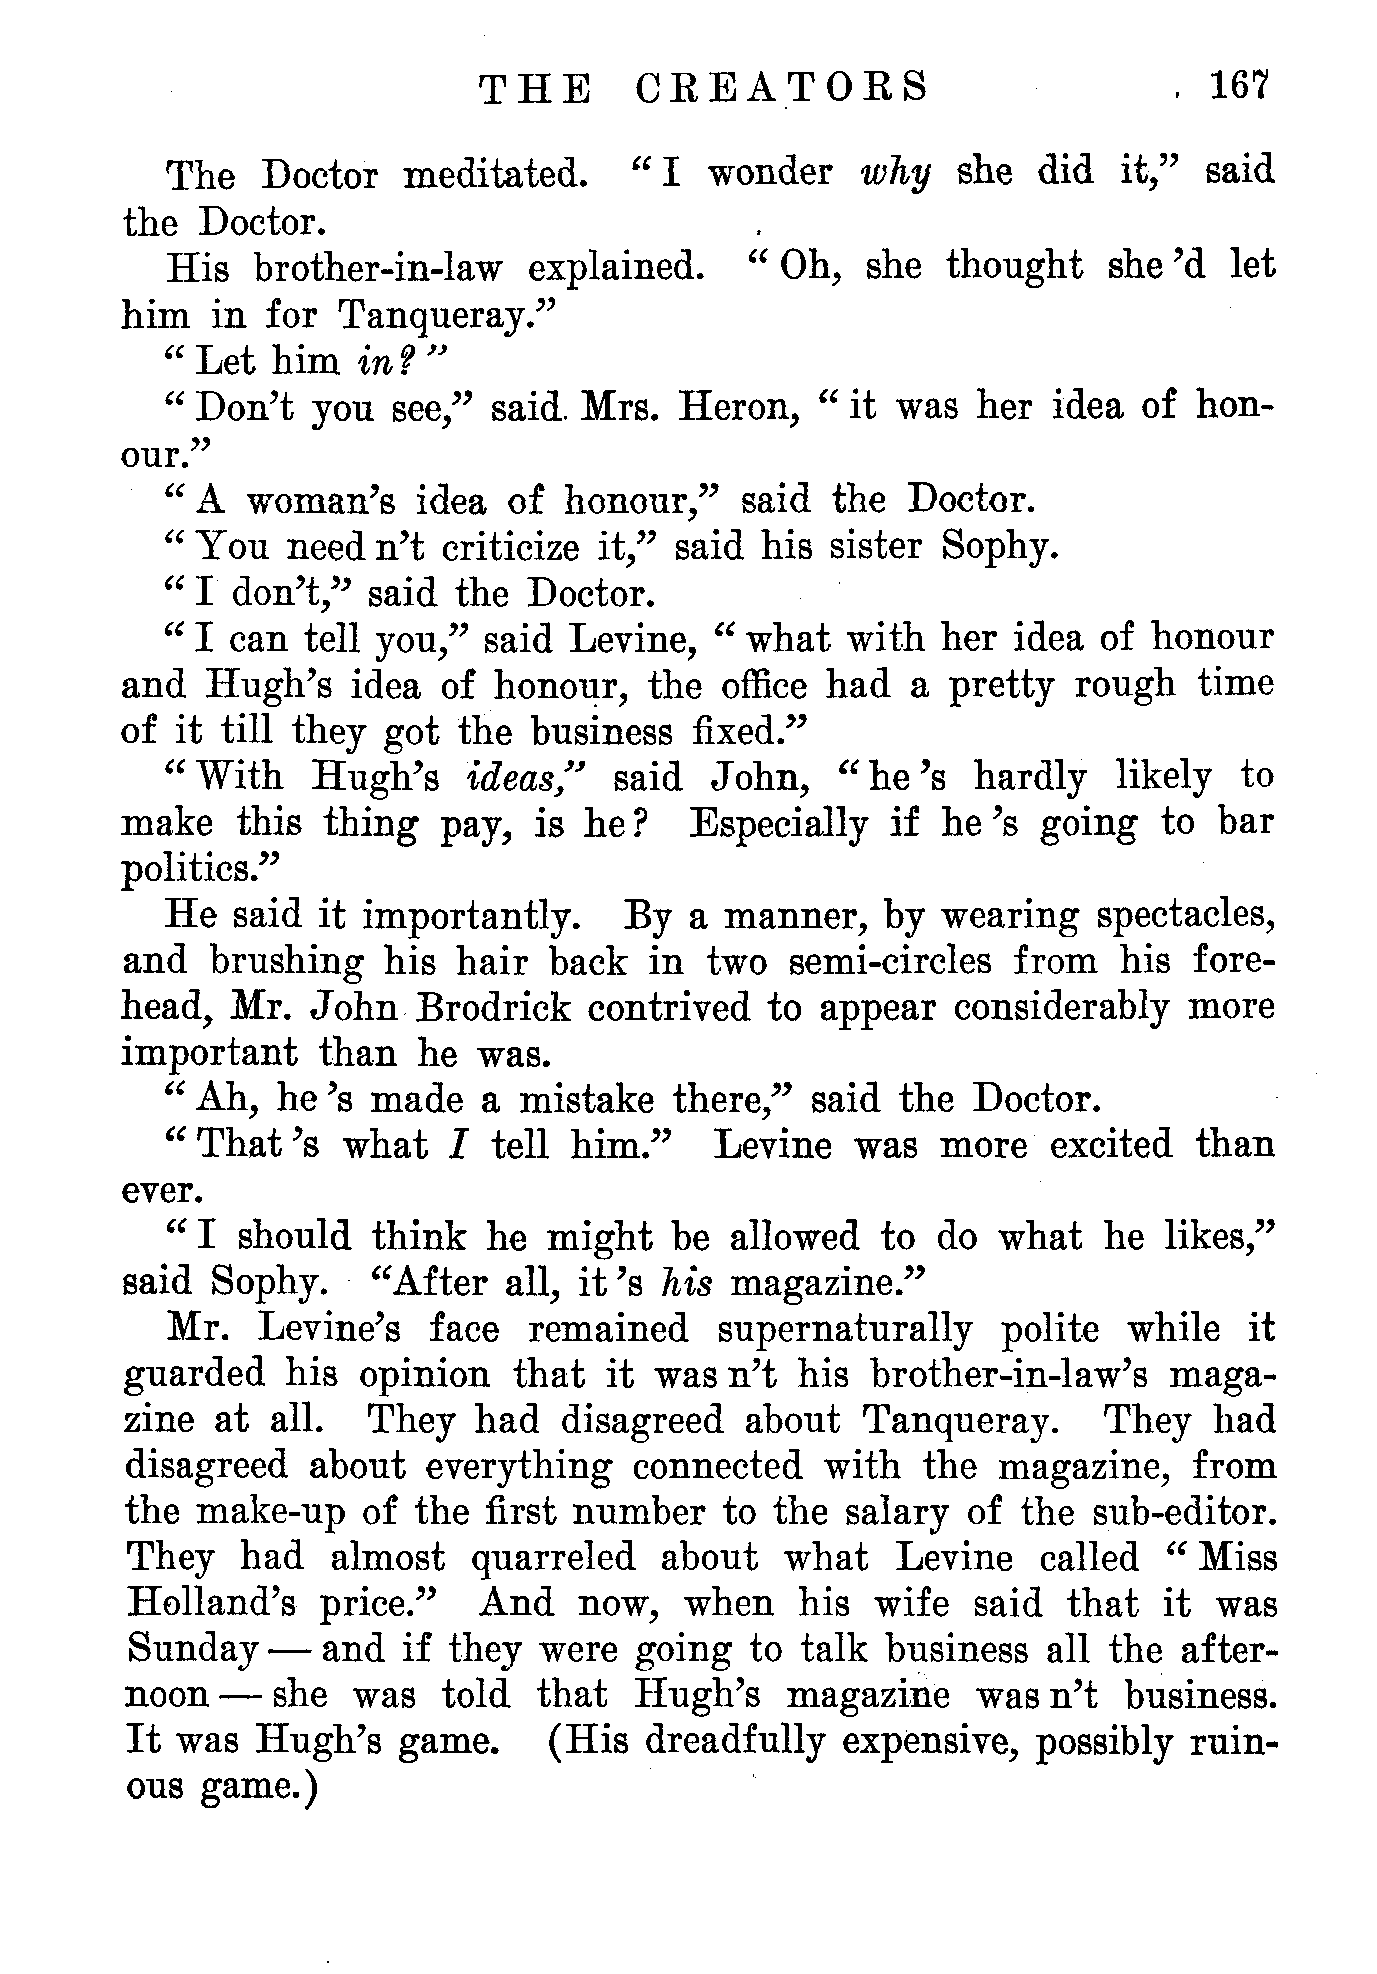 THE CREATORS 167
The Doctor meditated. “I wonder why she did it,” said
the Doctor.
His brother-in-law explained. “Oh, she thought she’d let
him in for Tanqueray.”
“Let him in?”
“Don’t you see,” said Mrs. Heron, “it was her idea of hon-
our.”
“A woman’s idea of honour,” said the Doctor.
“You need n’t criticize it,” said his sister Sophy.
“I don’t,” said the Doctor.
“I can tell you,” said Levine, “what with her idea of honour
and Hugh’s idea of honour, the office had a pretty rough time
of it till they got the business fixed.”
“With Hugh’s ideas,” said John, “he’s hardly likely to
make this thing pay, is he? Especially if he’s going to bar
politics.”
He said it importantly. By a manner, by wearing spectacles,
and brushing his hair back in two semi-circles from his fore-
head, Mr. John Brodrick contrived to appear considerably more
important than he was.
“Ah, he’s made a mistake there,” said the Doctor.
“That’s what I tell him.” Levine was more excited than
ever.
“I should think he might be allowed to do what he likes,”
said Sophy. “After all, it’s his magazine.”
Mr. Levine’s face remained supernaturally polite while it
guarded his opinion that it was n’t his brother-in-law’s maga-
zine at all. They had disagreed about Tanqueray. They had
disagreed about everything connected with the magazine, from
the make-up of the first number to the salary of the sub-editor.
They had almost quarreled about what Levine called “Miss
Holland’s price.” And now, when his wife said that it was
Sunday — and if they were going to talk business all the after-
noon — she was told that Hugh’s magazine was n’t business.
It was Hugh’s game. (His dreadfully expensive, possibly ruin-
ous game.)